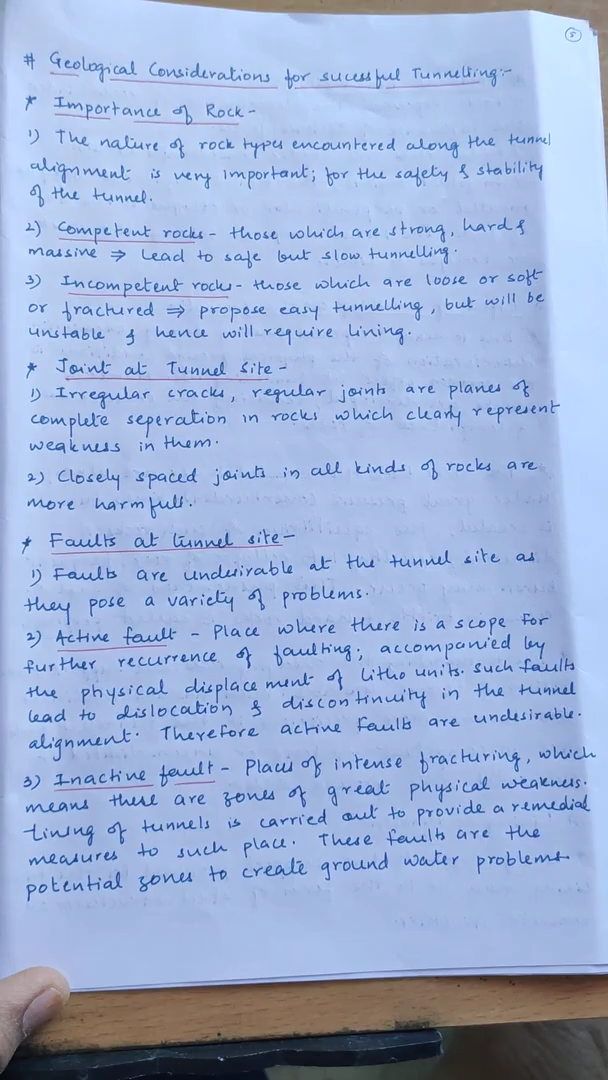 5
# Geological Considerations for sucessful Tunnelling:-
* Importance of Rock -
1) The nature of rock types encountered along the tunnel
alignment is very important; for the safety & stability
of the tunnel.
2) Competent rocks - those which are strong, hard &
massive ⇒ Lead to safe but slow tunnelling.
3) Incompetent rocks - those which are loose or soft
or fractured ⇒ propose easy tunnelling, but will be
unstable & hence will require lining.
* Joint at Tunnel Site -
1) Irregular cracks, regular joints are planes of
complete seperation in rocks which clearly represent
weakness in them.
2) Closely spaced joints in all kinds of rocks are
more harmfull.
* Faults at tunnel site -
1) Faults are undesirable at the tunnel site as
they pose a variety of problems.
2) Active fault - Place where there is a scope for
further recurrence of faulting; accompanied by
the physical displacement of litho units. such faults
lead to dislocation & discontinuity in the tunnel
alignment. Therefore active faults are undesirable.
3) Inactive fault - Places of intense fracturing, which
means there are zones of great physical weakness.
Lining of tunnels is carried out to provide a remedial
measures to such place. These faults are the
potential zones to create ground water problems